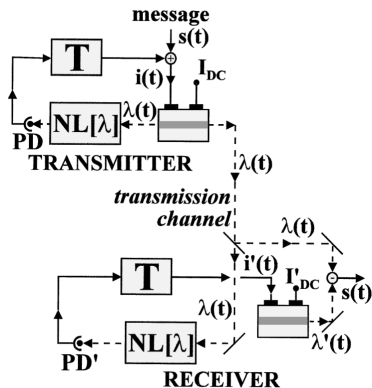 message
s(t)
T
i(t)
I_DC
λ(t)
NL[λ]
PD
TRANSMITTER
λ(t)
transmission
channel
λ(t)
T
i'(t)
I'_DC
s(t)
λ(t)
NL[λ]
λ'(t)
PD'
RECEIVER